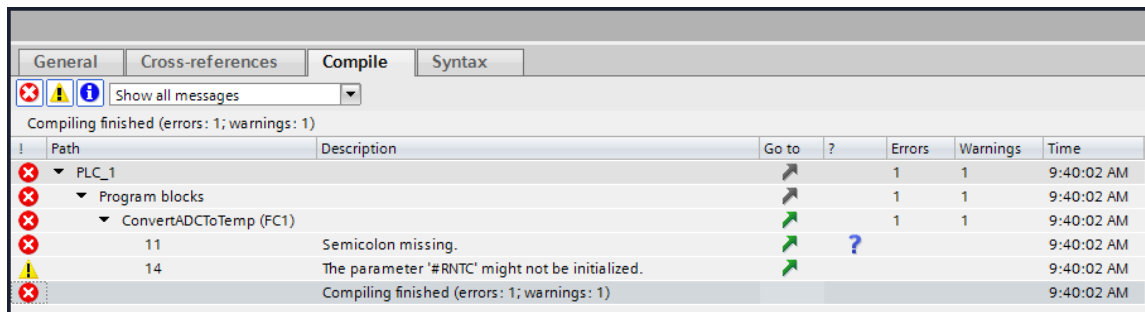 General Cross-references Compile Syntax
Show all messages
Compiling finished (errors: 1; warnings: 1)
! Path Description Go to ? Errors Warnings Time
PLC_1 1 1 9:40:02 AM
Program blocks 1 1 9:40:02 AM
ConvertADCToTemp (FC1) 1 1 9:40:02 AM
11 Semicolon missing. ? 9:40:02 AM
14 The parameter '#RNTC' might not be initialized. 9:40:02 AM
Compiling finished (errors: 1; warnings: 1) 9:40:02 AM